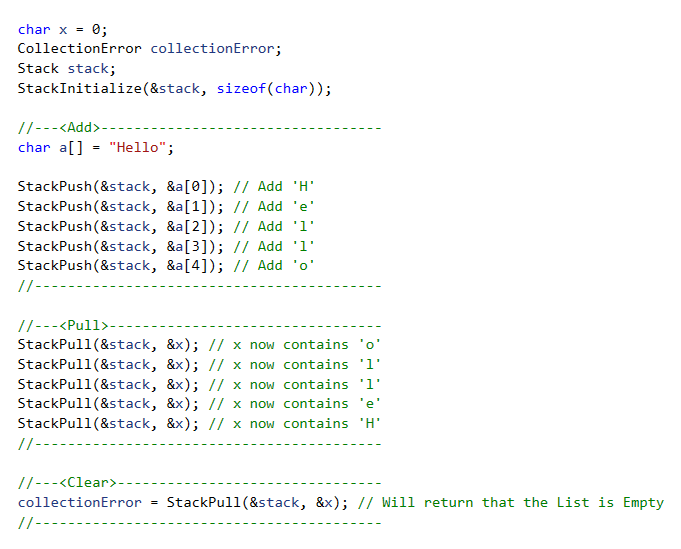 char x = 0;
CollectionError collectionError;
Stack stack;
StackInitialize(&stack, sizeof(char));
//---<Add>----------------------------------
char a[] = "Hello";
StackPush(&stack, &a[0]); // Add 'H'
StackPush(&stack, &a[1]); // Add 'e'
StackPush(&stack, &a[2]); // Add 'l'
StackPush(&stack, &a[3]); // Add 'l'
StackPush(&stack, &a[4]); // Add 'o'
//------------------------------------------
//---<Pull>---------------------------------
StackPull(&stack, &x); // x now contains 'o'
StackPull(&stack, &x); // x now contains 'l'
StackPull(&stack, &x); // x now contains 'l'
StackPull(&stack, &x); // x now contains 'e'
StackPull(&stack, &x); // x now contains 'H'
//------------------------------------------
//---<Clear>--------------------------------
collectionError = StackPull(&stack, &x); // Will return that the List is Empty
//------------------------------------------